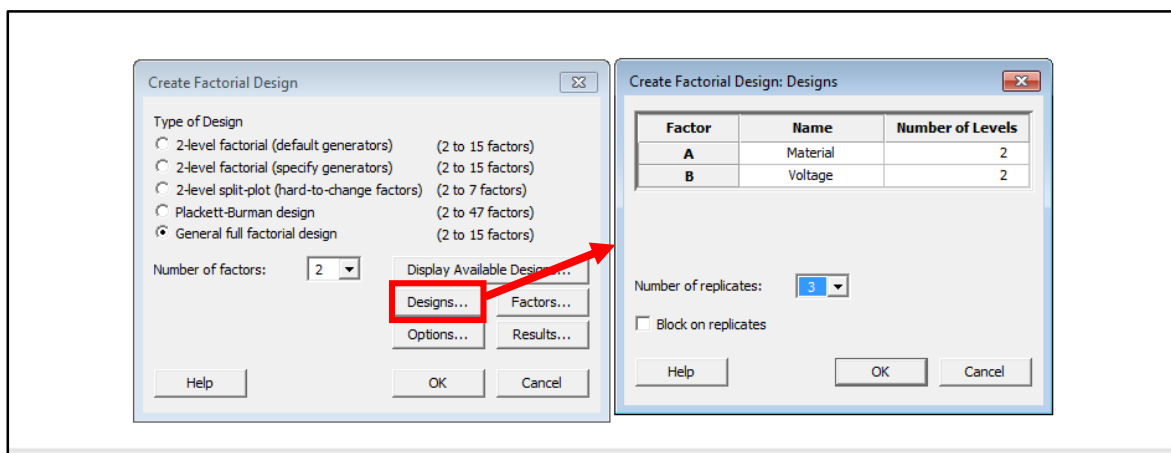 Create Factorial Design
Type of Design
2-level factorial (default generators) (2 to 15 factors)
2-level factorial (specify generators) (2 to 15 factors)
2-level split-plot (hard-to-change factors) (2 to 7 factors)
Plackett-Burman design (2 to 47 factors)
General full factorial design (2 to 15 factors)
Number of factors: 2 Display Available Designs...
Designs... Factors...
Options... Results...
Help OK Cancel
Create Factorial Design: Designs
Factor Name Number of Levels
A Material 2
B Voltage 2
Number of replicates: 3
Block on replicates
Help OK Cancel